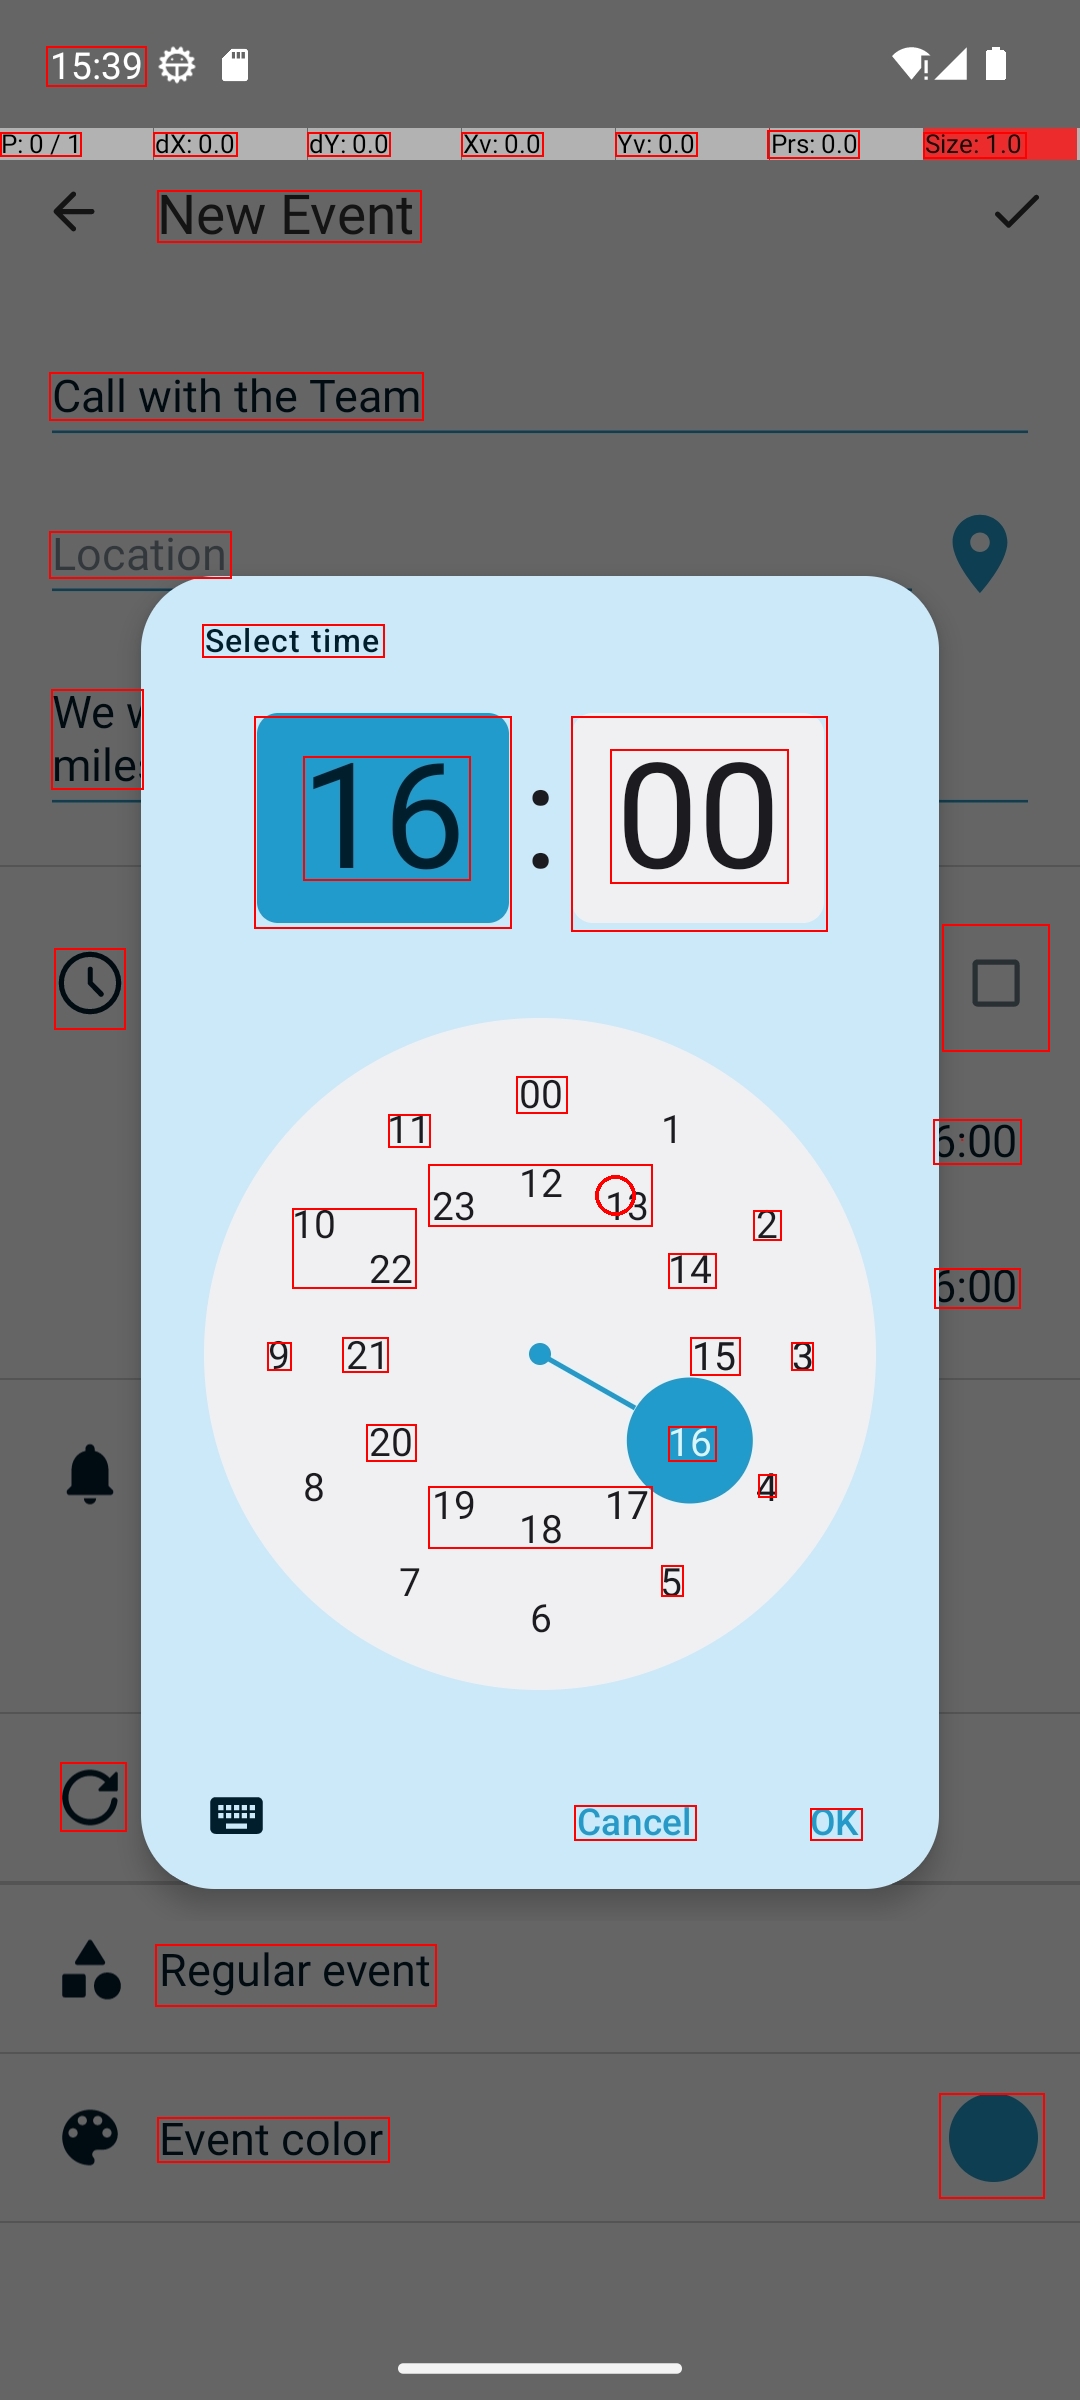 15:39
P: 0 / 1 dX: 0.0 dY: 0.0 Xv: 0.0 Yv: 0.0 Prs: 0.0 Size: 1.0
New Event
Call with the Team
Location
Select time
We
16 : 00
00
11 1
12
23 13
10 2
22 14
6:00
6:00
9 21 15 3
20 16
8 4
19 17
18
7 5
6
Cancel OK
Regular event
Event color